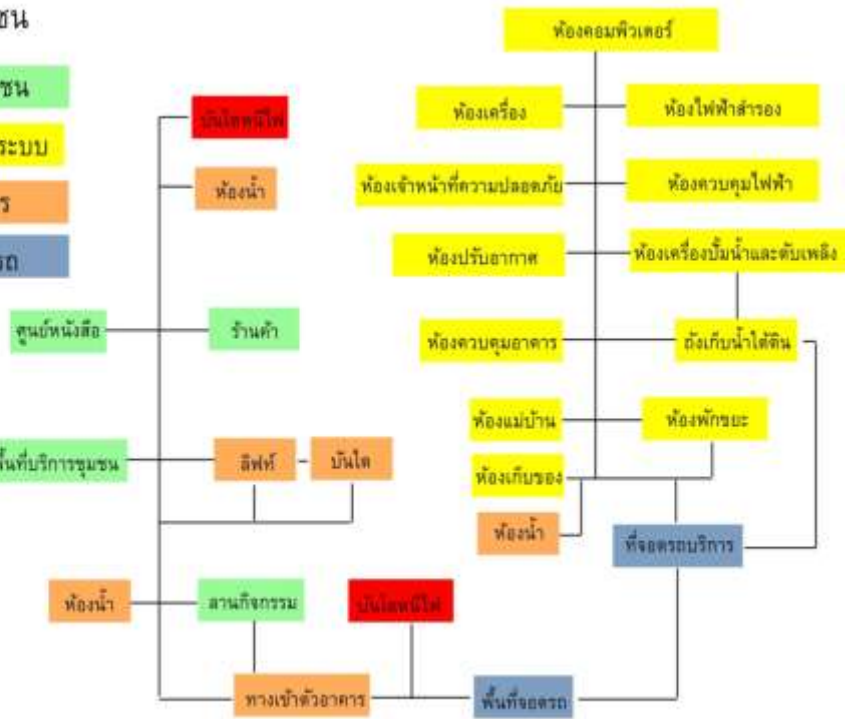 ชน
ชน
ระบบ
ร
รถ
บันไดหนีไฟ
ห้องน้ำ
ศูนย์หนังสือ
ร้านค้า
พื้นที่บริการชุมชน
ลิฟท์
บันได
ห้องน้ำ
ลานกิจกรรม
บันไดหนีไฟ
ทางเข้าตัวอาคาร
พื้นที่จอดรถ
ห้องคอมพิวเตอร์
ห้องเครื่อง
ห้องไฟฟ้าสำรอง
ห้องเจ้าหน้าที่ความปลอดภัย
ห้องควบคุมไฟฟ้า
ห้องปรับอากาศ
ห้องเครื่องปั้มน้ำและดับเพลิง
ห้องควบคุมอาคาร
ถังเก็บน้ำใต้ดิน
ห้องแม่บ้าน
ห้องพักขยะ
ห้องเก็บของ
ห้องน้ำ
ที่จอดรถบริการ